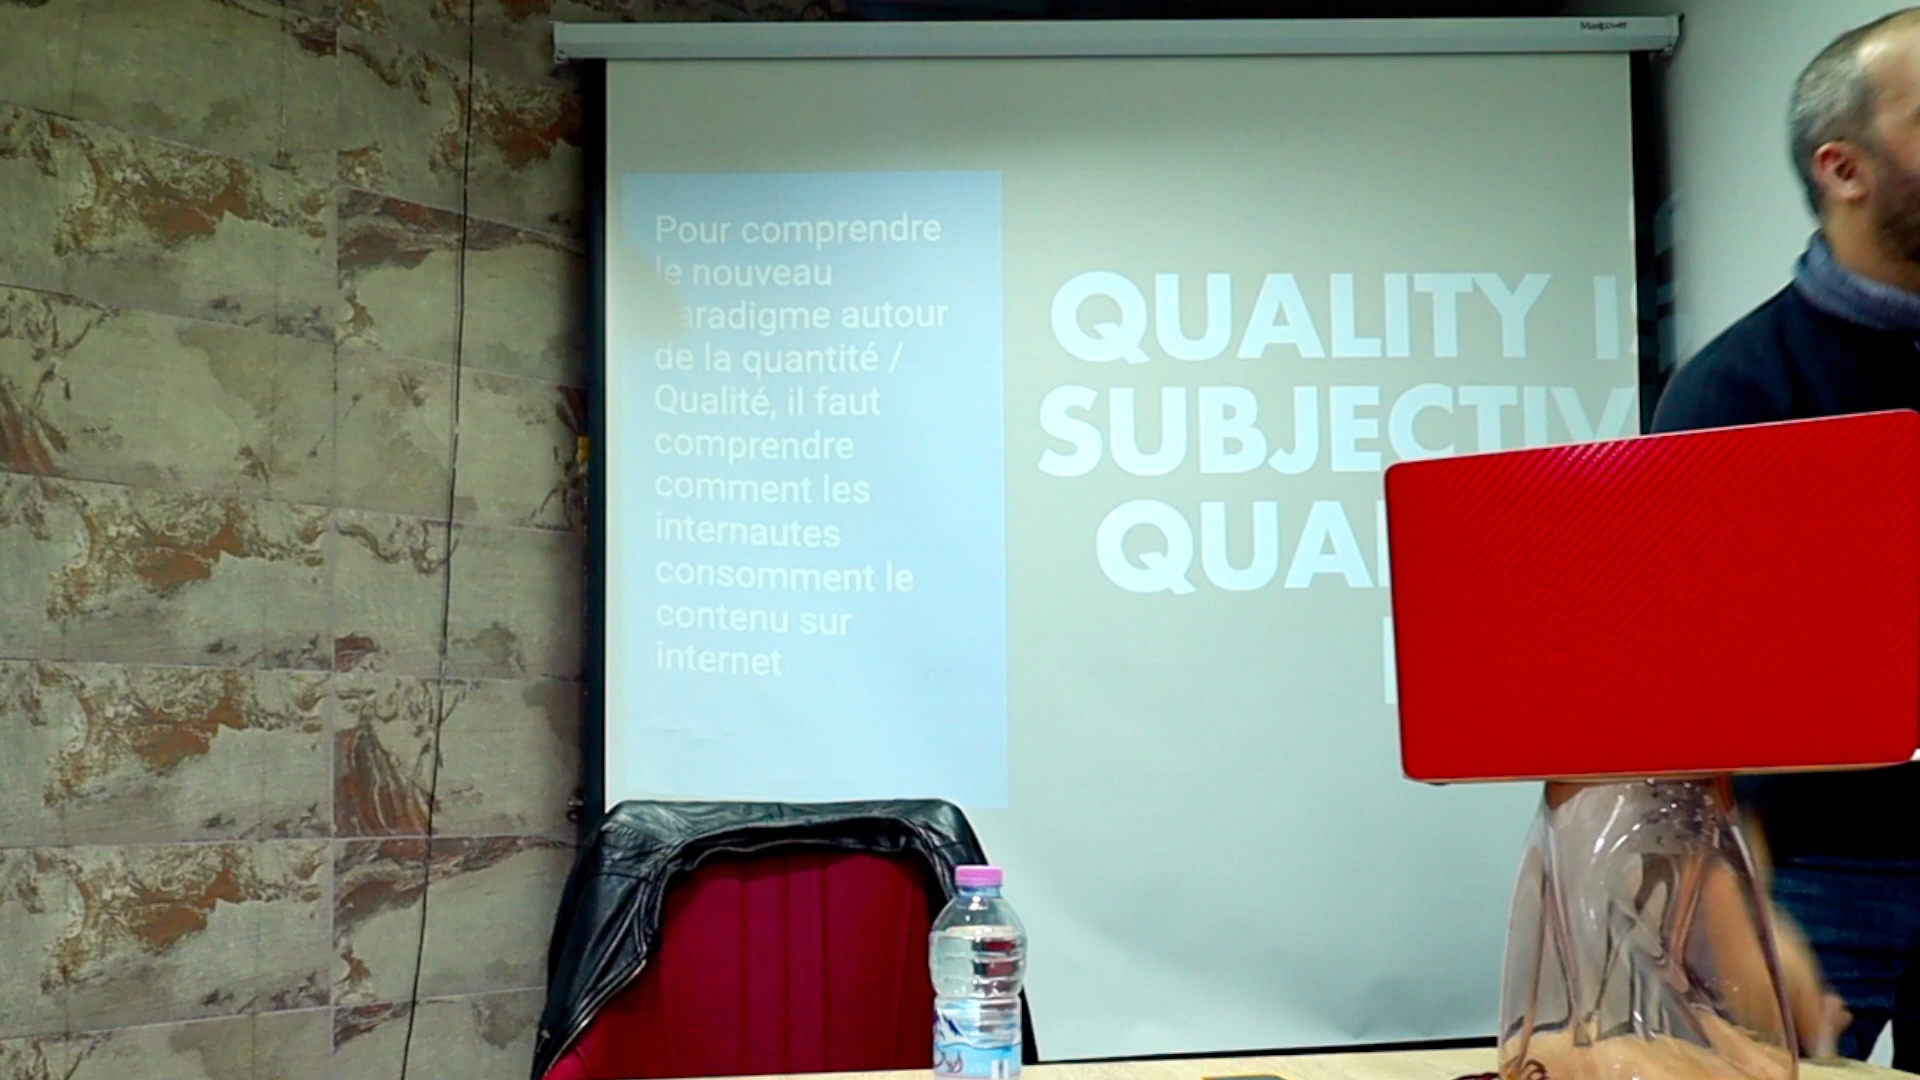 Pour comprendre
le nouveau
aradigme autour
de la quantité /
Qualité, il faut
comprendre
comment les
internautes
consomment le
contenu sur
internet
QUALITY I
SUBJECTIV
QUA